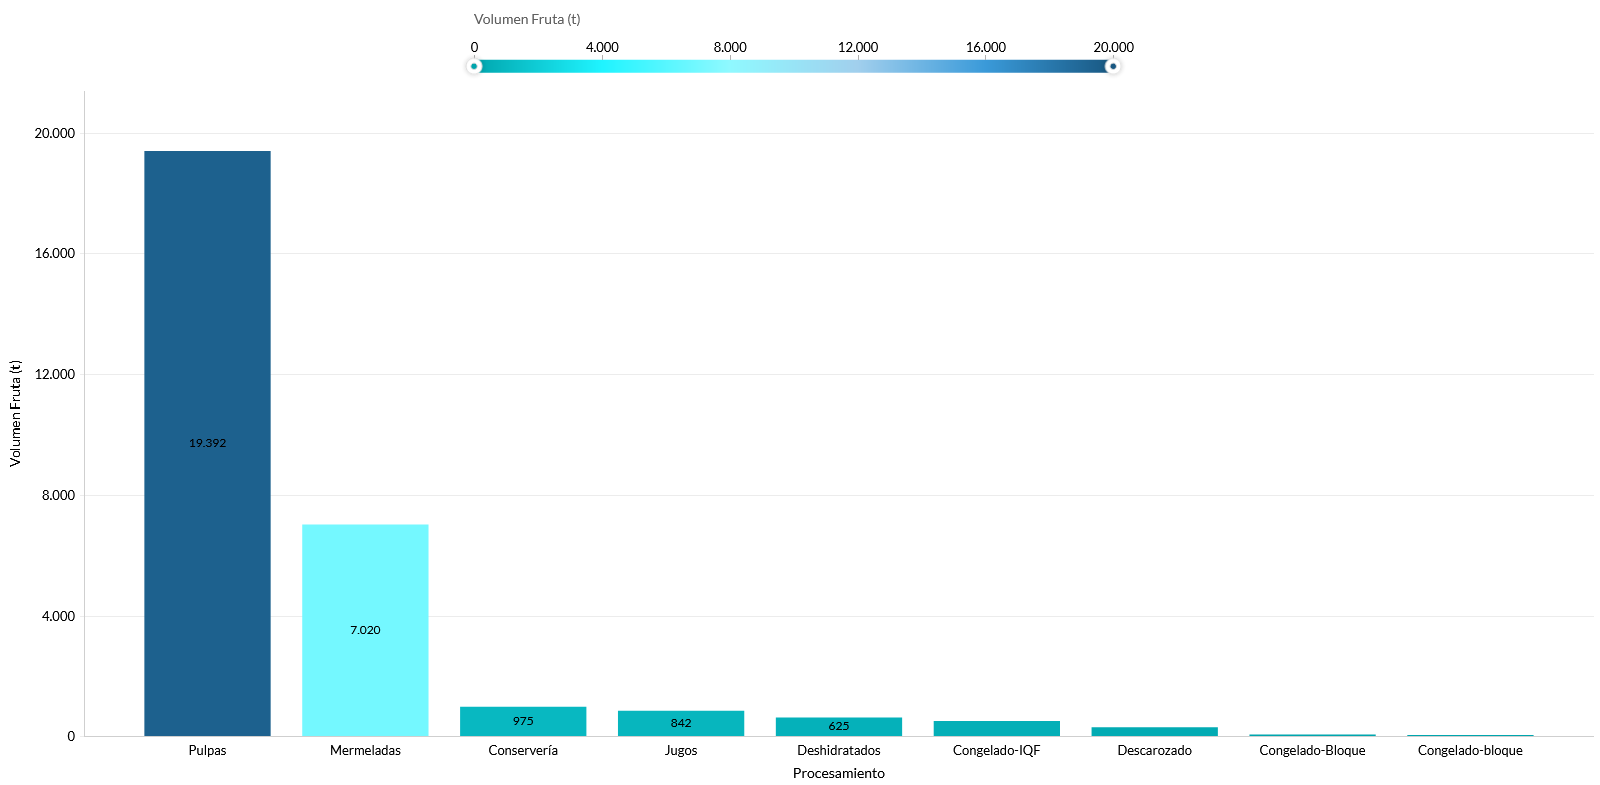 Volumen Fruta (t)
0 4.000 8.000 12.000 16.000 20.000
20.000
16.000
12.000
8.000
4.000
0
Volumen Fruta (t)
19.392
7.020
975
842
625
Pulpas Mermeladas Conservería Jugos Deshidratados Congelado-IQF Descarozado Congelado-Bloque Congelado-bloque
Procesamiento